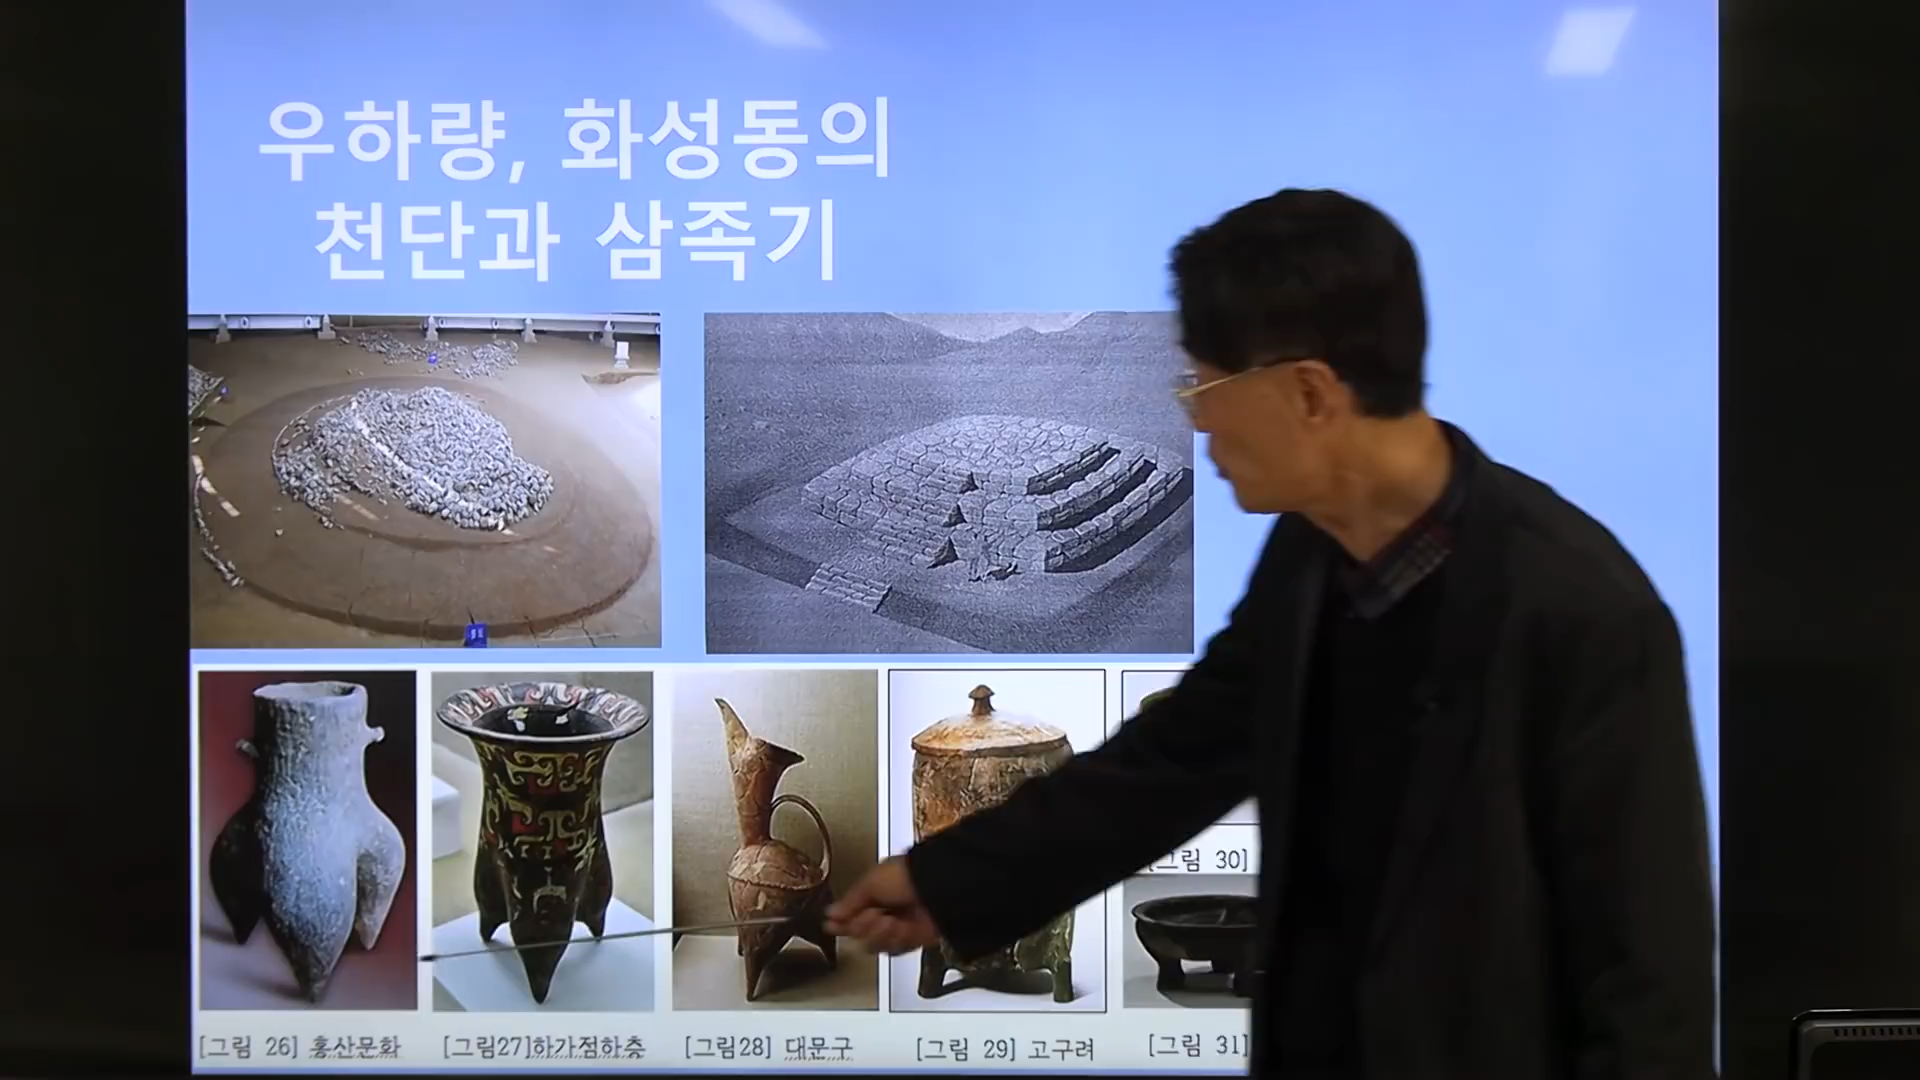 우하량, 화성동의
천단과 삼족기
[그림 30]
[그림 26] 홍산문화
[그림27]하가점하층
[그림28] 대문구
[그림 29] 고구려
[그림 31]